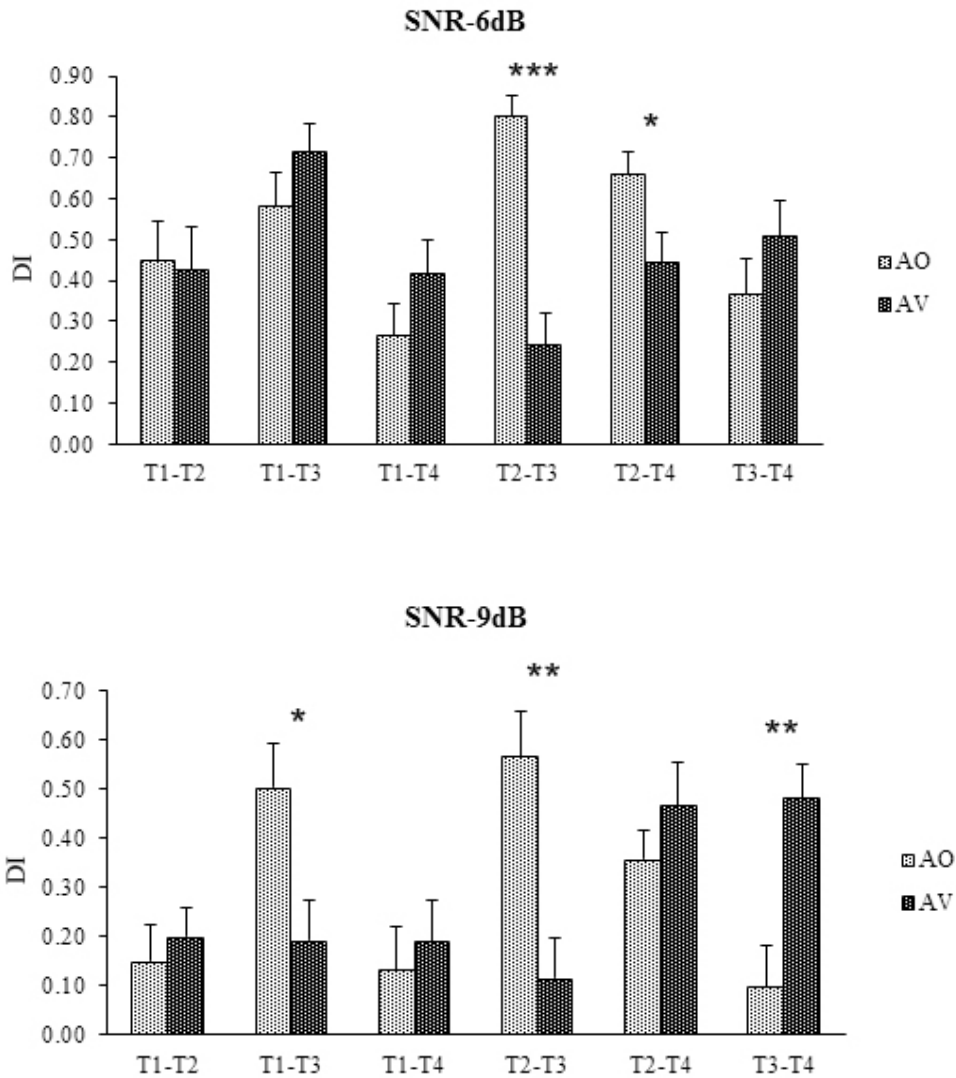 SNR-6dB
***
*
0.90
0.80
0.70
0.60
0.50
0.40
0.30
0.20
0.10
0.00
DI
T1-T2 T1-T3 T1-T4 T2-T3 T2-T4 T3-T4
AO
AV
SNR-9dB
**
*
**
0.70
0.60
0.50
0.40
0.30
0.20
0.10
0.00
DI
T1-T2 T1-T3 T1-T4 T2-T3 T2-T4 T3-T4
AO
AV